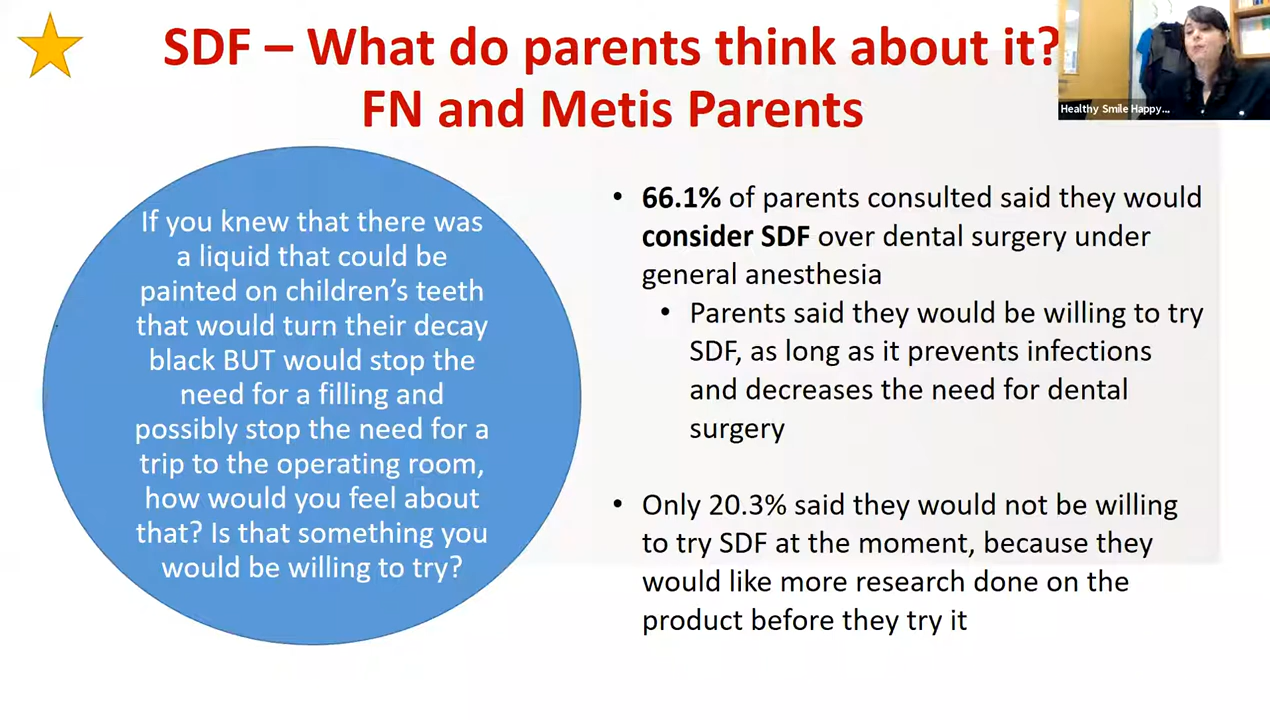 SDF – What do parents think about it?
FN and Metis Parents
Healthy Smile Happy...
If you knew that there was
a liquid that could be
painted on children's teeth
that would turn their decay
black BUT would stop the
need for a filling and
possibly stop the need for a
trip to the operating room,
how would you feel about
that? Is that something you
would be willing to try?
• 66.1% of parents consulted said they would
consider SDF over dental surgery under
general anesthesia
• Parents said they would be willing to try
SDF, as long as it prevents infections
and decreases the need for dental
surgery
• Only 20.3% said they would not be willing
to try SDF at the moment, because they
would like more research done on the
product before they try it